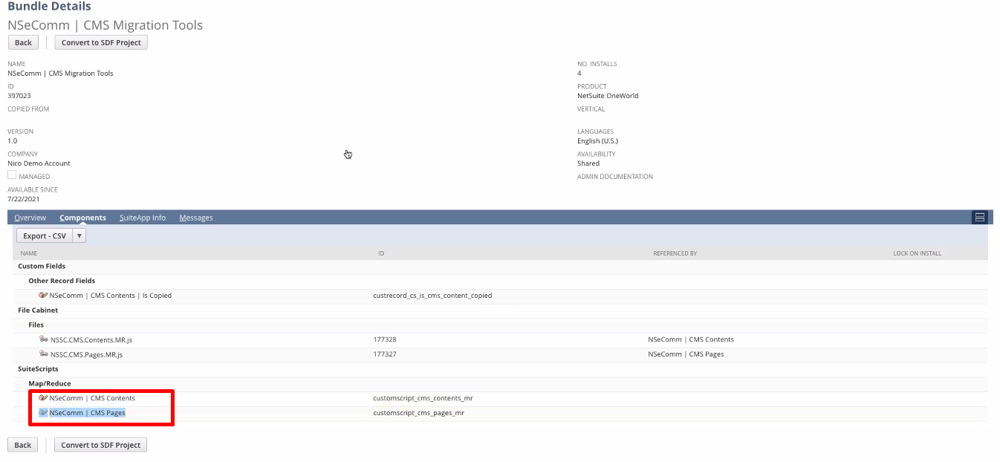 Bundle Details
NSeComm | CMS Migration Tools
Back Convert to SDF Project
NAME
NSeComm | CMS Migration Tools
ID
397023
COPIED FROM
VERSION
1.0
COMPANY
Nico Demo Account
MANAGED
AVAILABLE SINCE
7/22/2021
NO. INSTALLS
4
PRODUCT
NetSuite OneWorld
VERTICAL
LANGUAGES
English (U.S.)
AVAILABILITY
Shared
ADMIN DOCUMENTATION
Overview Components SuiteApp Info Messages
Export - CSV
NAME ID REFERENCED BY LOCK ON INSTALL
Custom Fields
Other Record Fields
NSeComm | CMS Contents | Is Copied custrecord_cs_is_cms_content_copied
File Cabinet
Files
NSSC.CMS.Contents.MR.js 177328 NSeComm | CMS Contents
NSSC.CMS.Pages.MR.js 177327 NSeComm | CMS Pages
SuiteScripts
Map/Reduce
NSeComm | CMS Contents customscript_cms_contents_mr
NSeComm | CMS Pages customscript_cms_pages_mr
Back Convert to SDF Project